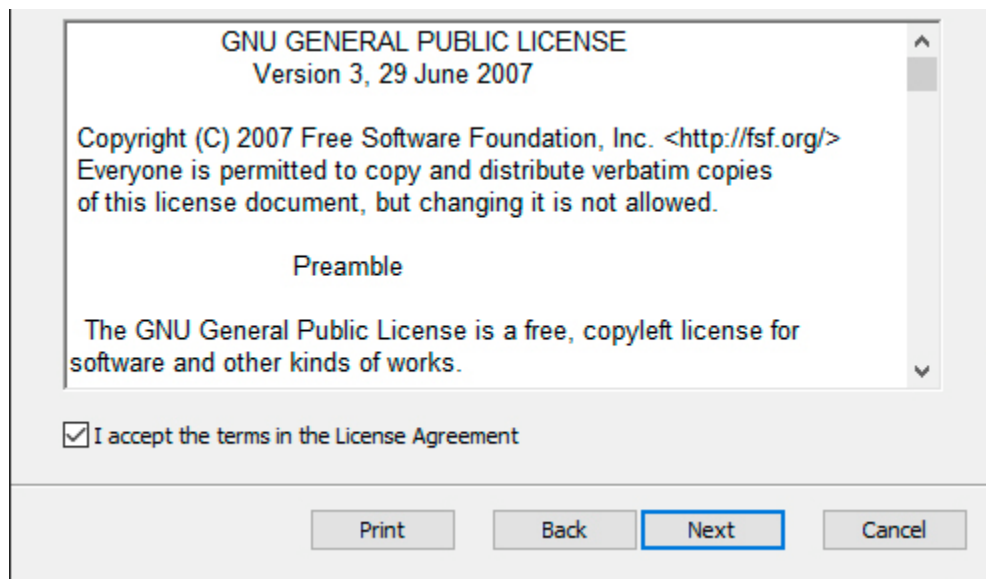 GNU GENERAL PUBLIC LICENSE
Version 3, 29 June 2007
Copyright (C) 2007 Free Software Foundation, Inc. <http://fsf.org/>
Everyone is permitted to copy and distribute verbatim copies
of this license document, but changing it is not allowed.
Preamble
The GNU General Public License is a free, copyleft license for
software and other kinds of works.
I accept the terms in the License Agreement
Print Back Next Cancel